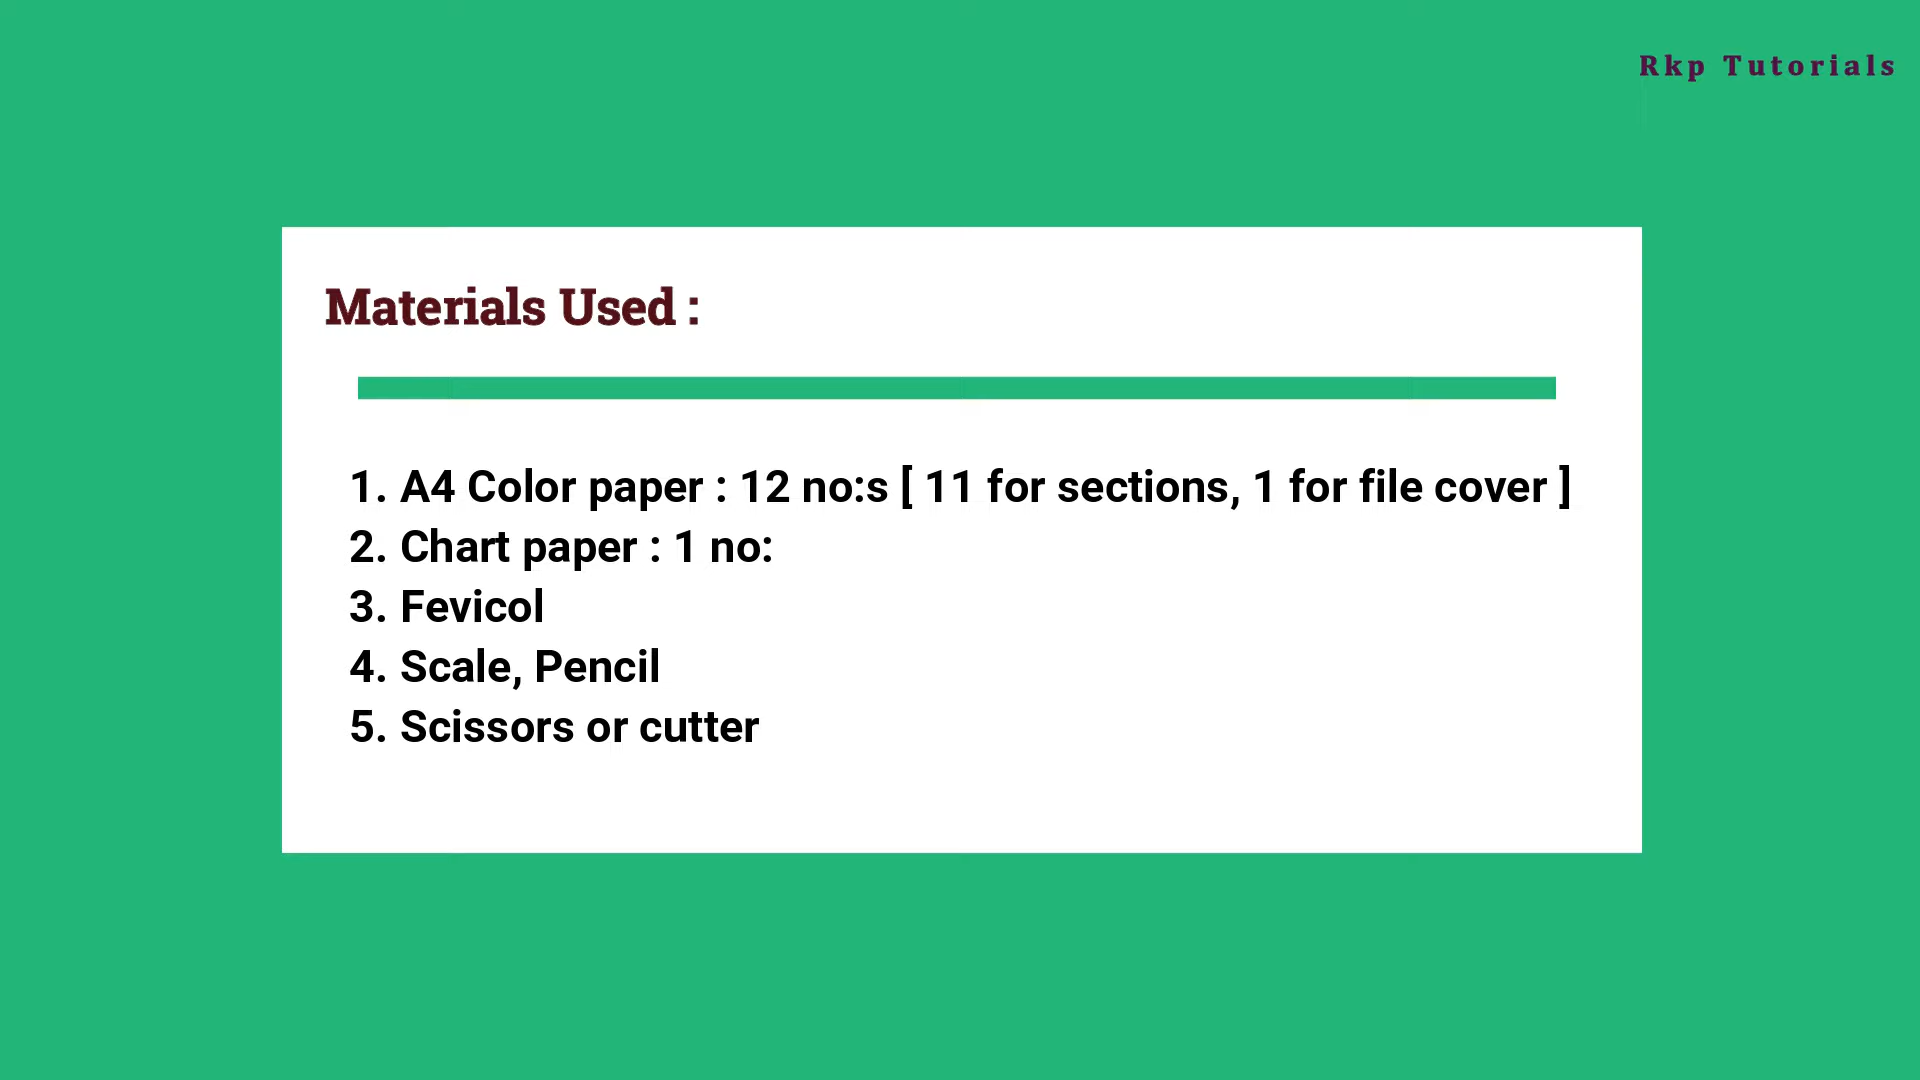 Rkp Tutorials
Materials Used :
1. A4 Color paper : 12 no:s [ 11 for sections, 1 for file cover ]
2. Chart paper : 1 no:
3. Fevicol
4. Scale, Pencil
5. Scissors or cutter